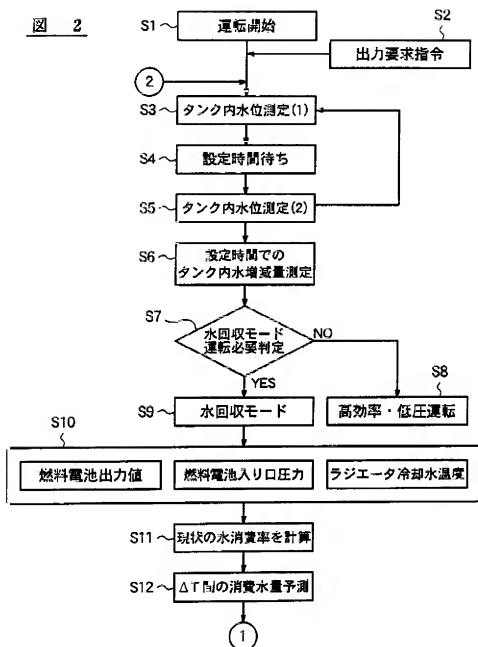 図 2
S1 運転開始
S2
出力要求指令
2
S3 タンク内水位測定(1)
S4 設定時間待ち
S5 タンク内水位測定(2)
S6 設定時間での
タンク内水増減量測定
S7 水回収モード
運転必要判定
NO
YES
S8
S9 水回収モード
高効率・低圧運転
S10
燃料電池出力値 燃料電池入り口圧力 ラジエータ冷却水温度
S11 現状の水消費率を計算
S12 ΔT間の消費水量予測
1